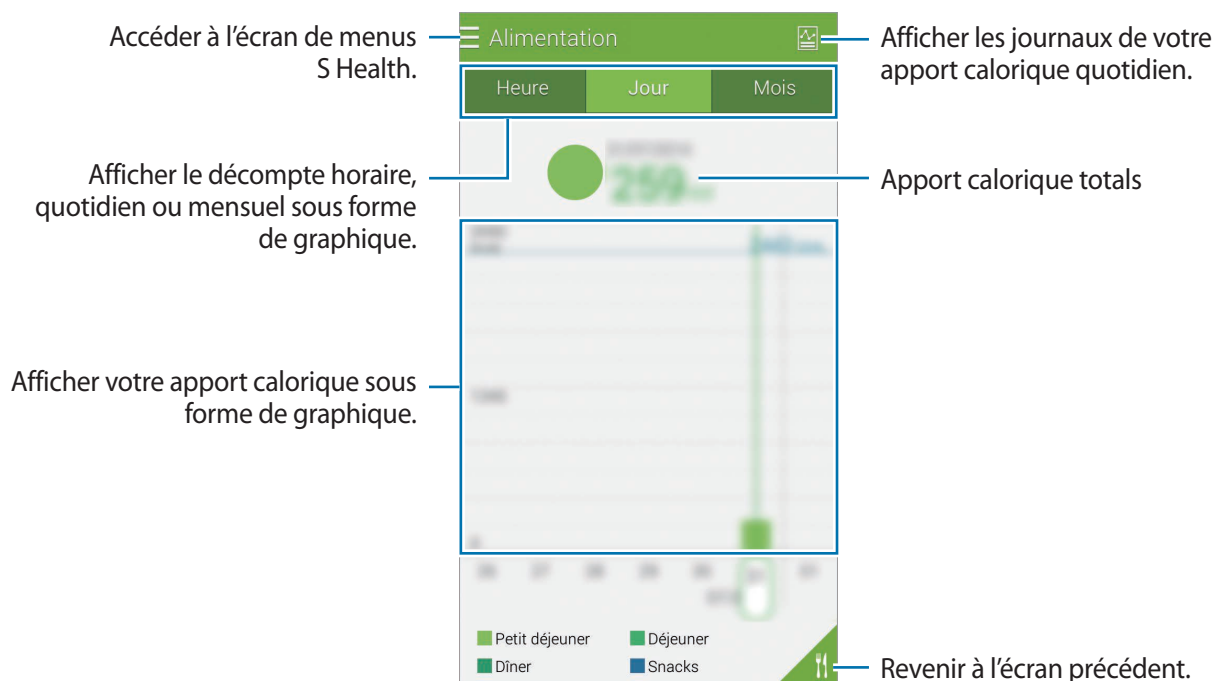 Accéder à l'écran de menus
S Health.
Alimentation
Afficher les journaux de votre
apport calorique quotidien.
Heure
Jour
Mois
Afficher le décompte horaire,
quotidien ou mensuel sous forme
de graphique.
259
Apport calorique totals
Afficher votre apport calorique sous
forme de graphique.
Petit déjeuner
Déjeuner
Dîner
Snacks
Revenir à l'écran précédent.